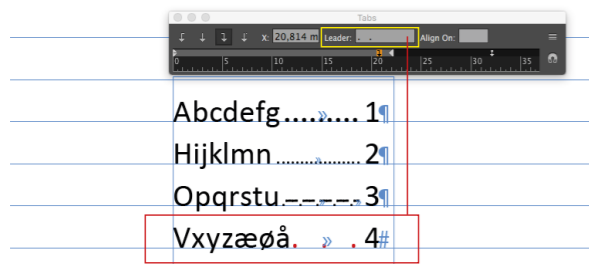 Tabs
X: 20,814 m Leader: . . Align On:
0 5 10 15 20 25 30 35
Abcdefg.....».... 1¶
Hijklmn ...........».......... 2¶
Opqrstu.–.–.–.–.–.»3¶
Vxyzæøå. » . 4#